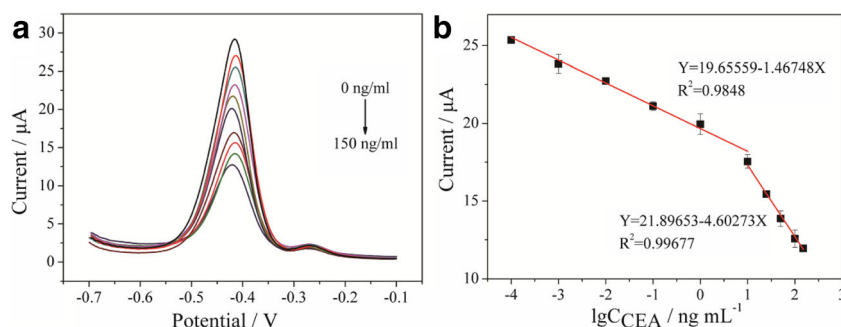 a
30
25
20
15
10
5
0
Current / µA
0 ng/ml
150 ng/ml
-0.7
-0.6
-0.5
-0.4
-0.3
-0.2
-0.1
Potential / V
b
25
20
15
10
Current / µA
Y=19.65559-1.46748X
R²=0.9848
Y=21.89653-4.60273X
R²=0.99677
-4
-3
-2
-1
0
1
2
3
lgC_CEA / ng mL⁻¹